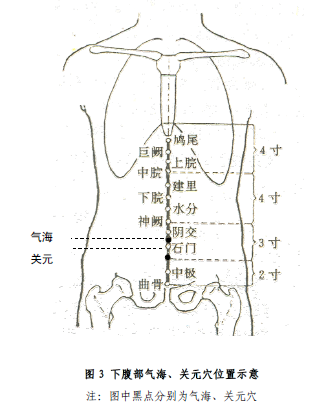 鸠尾
巨阙
上脘
4寸
中脘
建里
下脘
4寸
水分
神阙
阴交
气海
石门
3寸
关元
中极
2寸
曲骨
图 3 下腹部气海、关元穴位置示意
注: 图中黑点分别为气海、关元穴